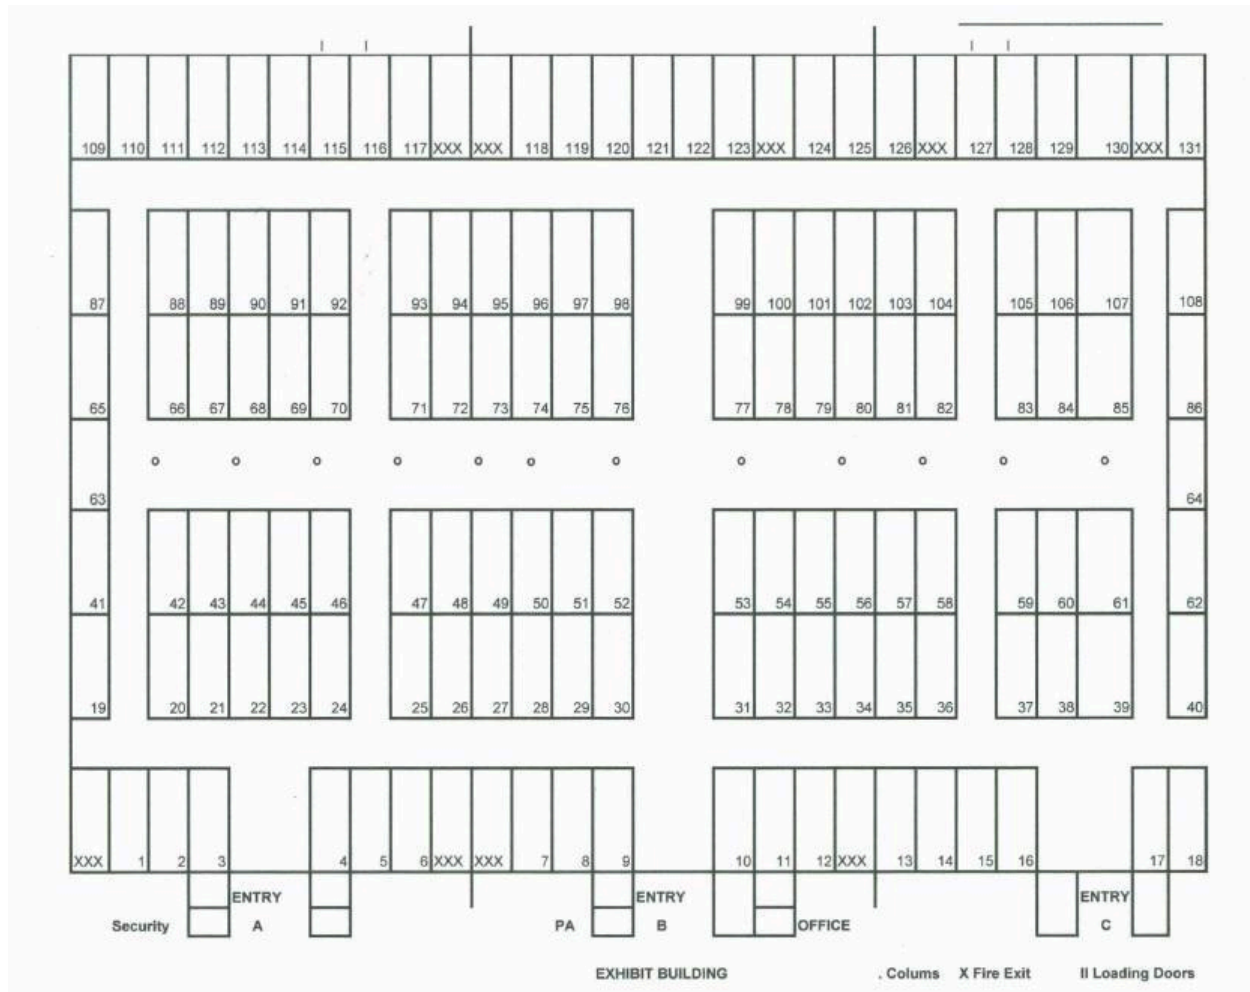 109 110 111 112 113 114 115 116 117 XXX XXX 118 119 120 121 122 123 XXX 124 125 126 XXX 127 128 129 130 XXX 131
87 88 89 90 91 92 93 94 95 96 97 98 99 100 101 102 103 104 105 106 107 108
65 66 67 68 69 70 71 72 73 74 75 76 77 78 79 80 81 82 83 84 85 86
63 64
41 42 43 44 45 46 47 48 49 50 51 52 53 54 55 56 57 58 59 60 61 62
19 20 21 22 23 24 25 26 27 28 29 30 31 32 33 34 35 36 37 38 39 40
XXX 1 2 3 4 5 6 XXX XXX 7 8 9 10 11 12 XXX 13 14 15 16 17 18
ENTRY ENTRY ENTRY
Security A PA B OFFICE C
EXHIBIT BUILDING . Colums X Fire Exit II Loading Doors